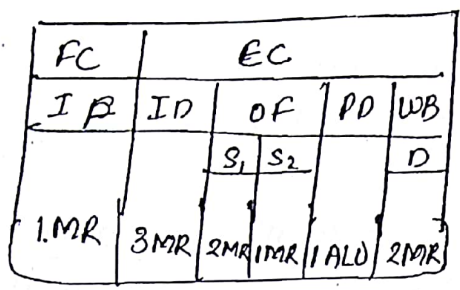 FC EC
IF ID OF PD WB
S₁ S₂ D
1.MR 3MR 2MR 1MR 1ALU 2MR